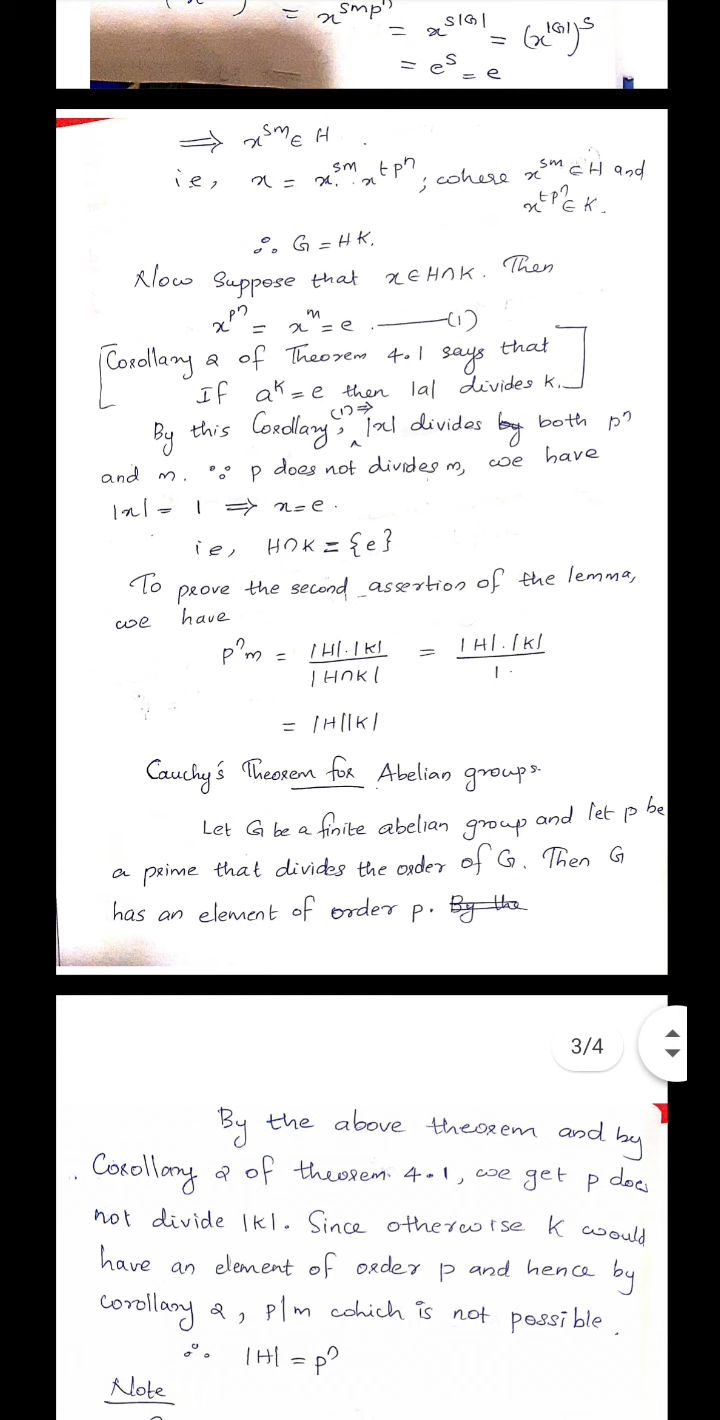 = x^smp^n
= x^s|G| = (x^|G|)^s
= e^s = e
⟹ x^sm ∈ H .
ie, x = x^sm. x^tp^n ; where x^sm ∈ H and
x^tp^n ∈ K.
∴ G = HK.
Now Suppose that x ∈ H∩K. Then
x^p^n = x^m = e . ——(1)
[Corollary 2 of Theorem 4.1 says that
If a^k = e then |a| divides k.]
By this Corollary, (1)⇒ |x| divides by both p^n
and m. ∵ p does not divides m, we have
|x| = 1 ⟹ x = e .
ie, H∩K = {e}
To prove the second assertion of the lemma,
we have
p^n m = |H|.|K| / |H∩K| = |H|.|K| / 1 .
= |H||K|
Cauchy's Theorem for Abelian groups.
Let G be a finite abelian group and let p be
a prime that divides the order of G. Then G
has an element of order p. By the
3/4
By the above theorem and by
Corollary 2 of theorem 4.1, we get p does
not divide |K|. Since otherwise K would
have an element of order p and hence by
corollary 2, p|m which is not possible.
∴ |H| = p^n
Note